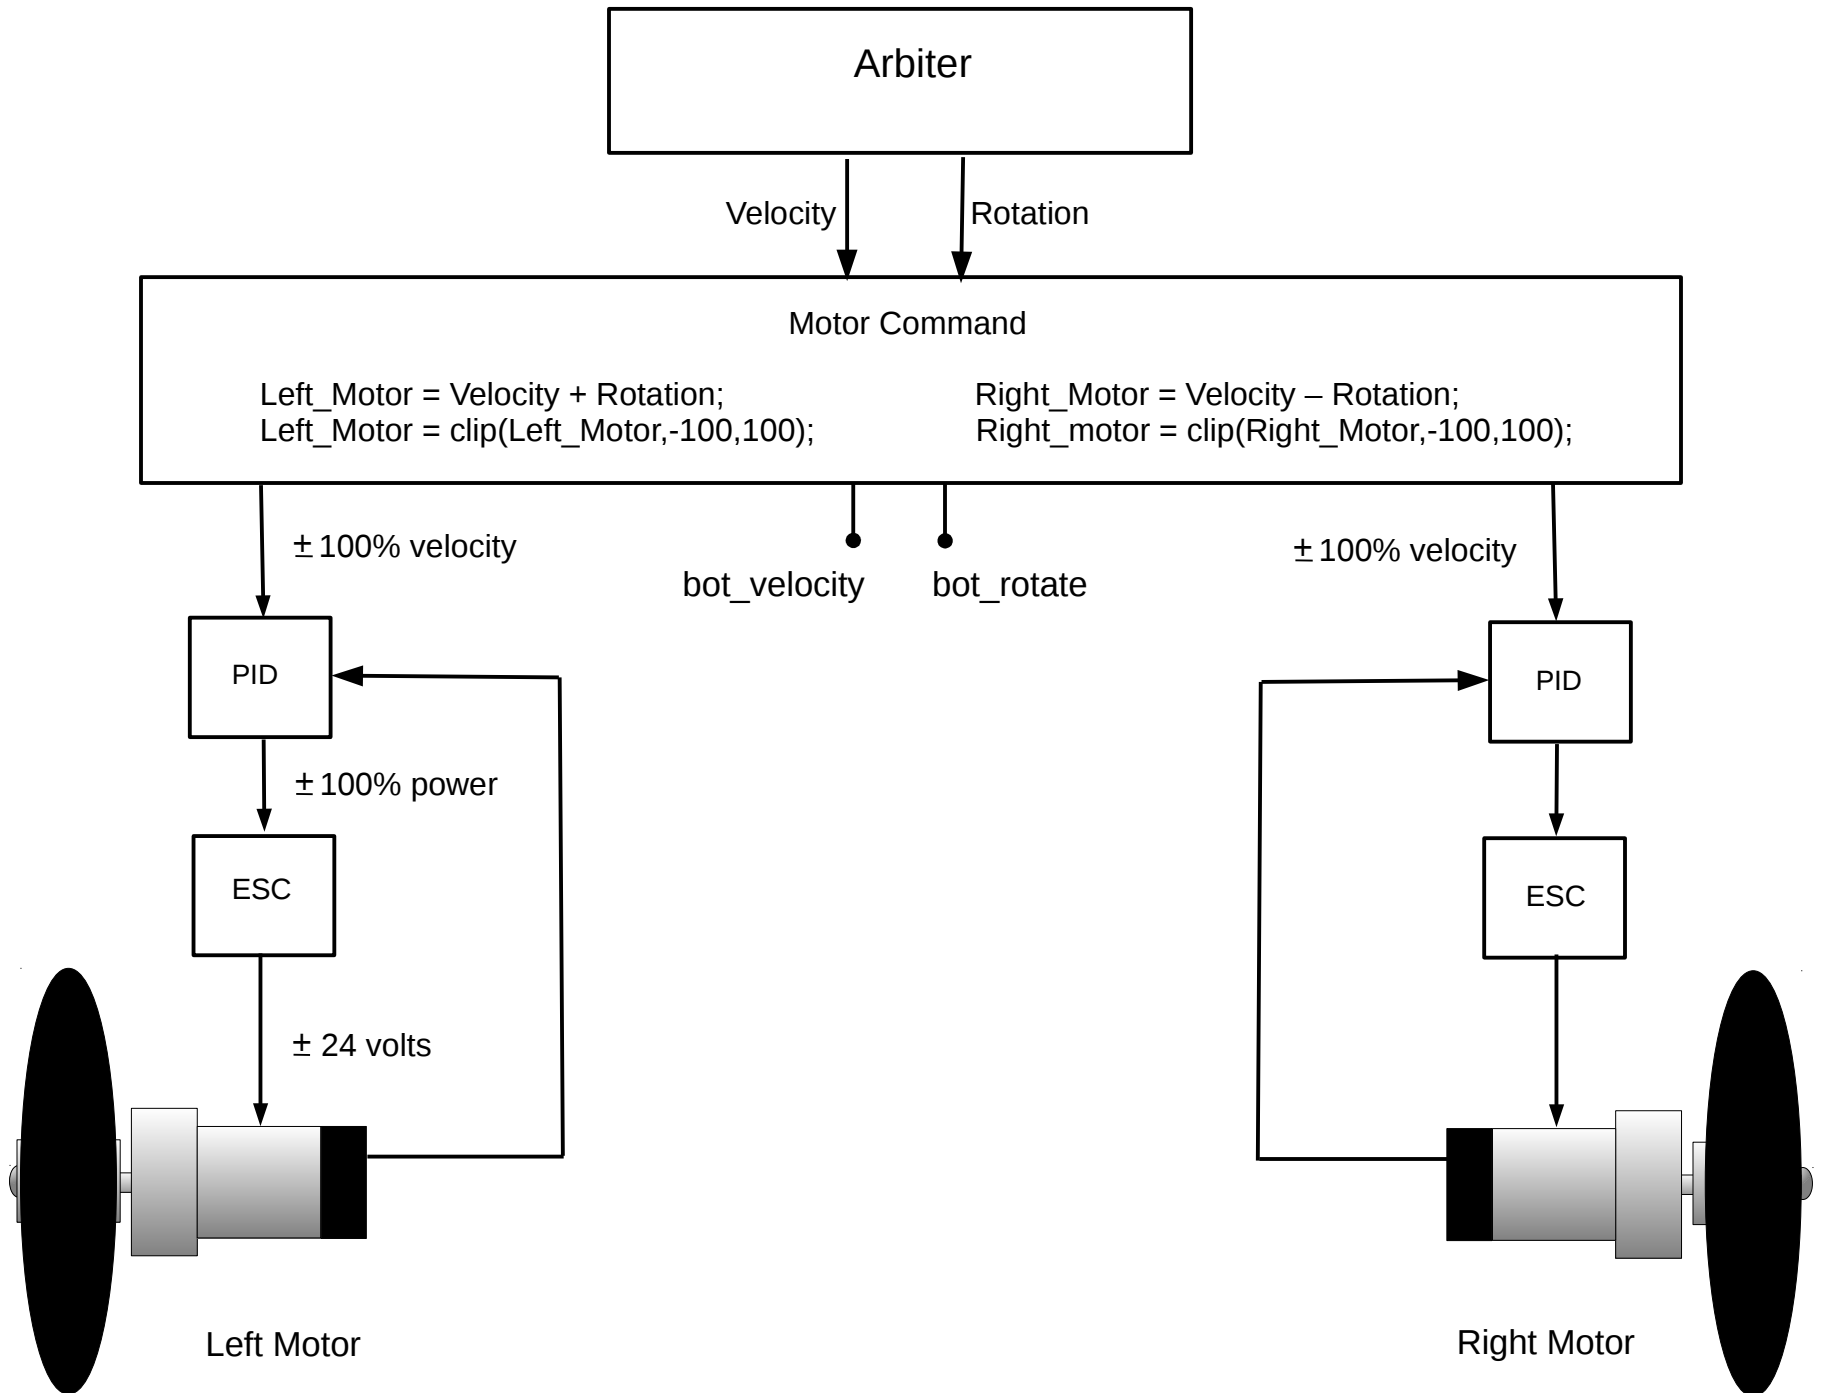 Arbiter
Velocity
Rotation
Motor Command
Left_Motor = Velocity + Rotation;
Left_Motor = clip(Left_Motor,-100,100);
Right_Motor = Velocity – Rotation;
Right_motor = clip(Right_Motor,-100,100);
± 100% velocity
bot_velocity
bot_rotate
± 100% velocity
PID
PID
± 100% power
ESC
ESC
± 24 volts
Left Motor
Right Motor